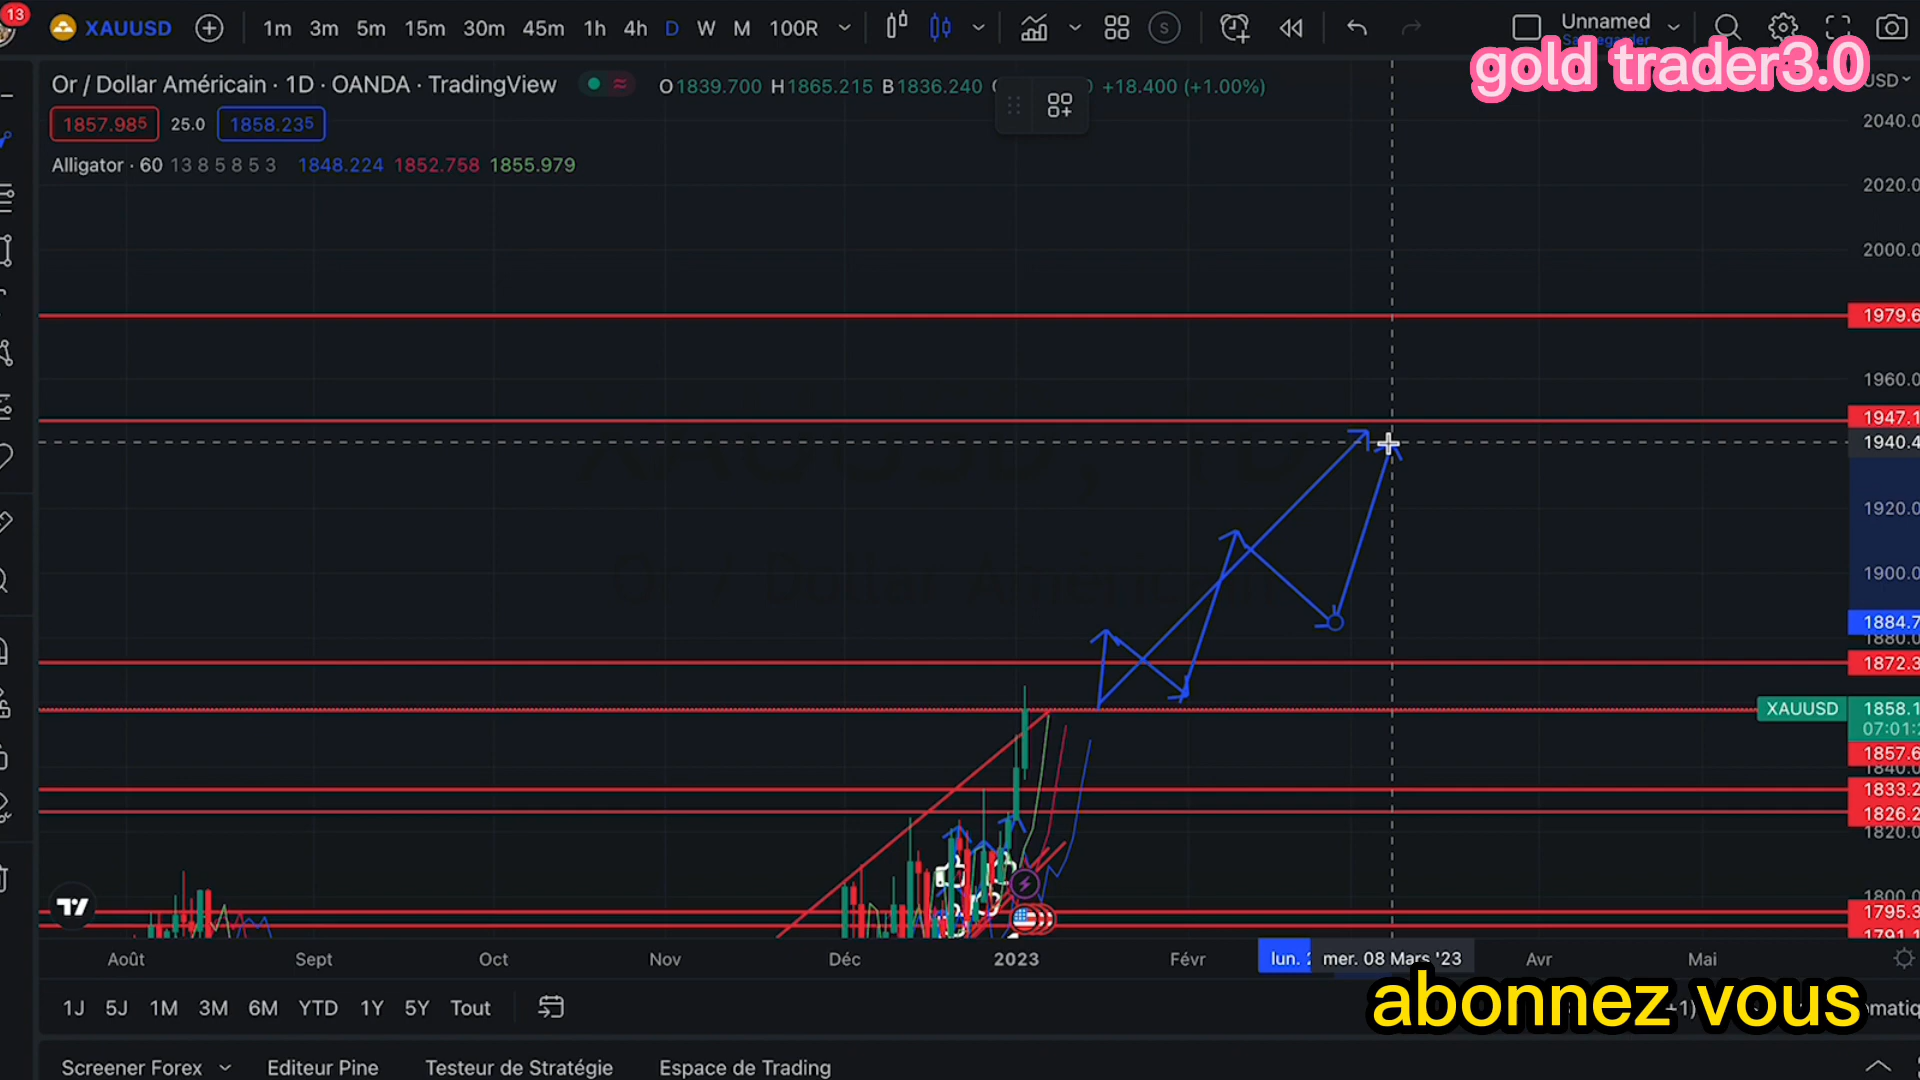 13
XAUUSD 1m 3m 5m 15m 30m 45m 1h 4h D W M 100R S Unnamed
Sauvegarder
gold trader3.0
Or / Dollar Américain · 1D · OANDA · TradingView O1839.700 H1865.215 B1836.240 +18.400 (+1.00%) USD
1857.985 25.0 1858.235
Alligator · 60 13 8 5 8 5 3 1848.224 1852.758 1855.979
2040.0
2020.0
2000.0
1979.6
1960.0
1947.1
1940.4
1920.0
1900.0
1884.7
1880.0
1872.3
XAUUSD 1858.1
07:01:
1857.6
1840.0
1833.2
1826.2
1820.0
1800.0
1795.3
1791.1
Août Sept Oct Nov Déc 2023 Févr lun. mer. 08 Mars '23 Avr Mai
1J 5J 1M 3M 6M YTD 1Y 5Y Tout
abonnez vous
Screener Forex Editeur Pine Testeur de Stratégie Espace de Trading